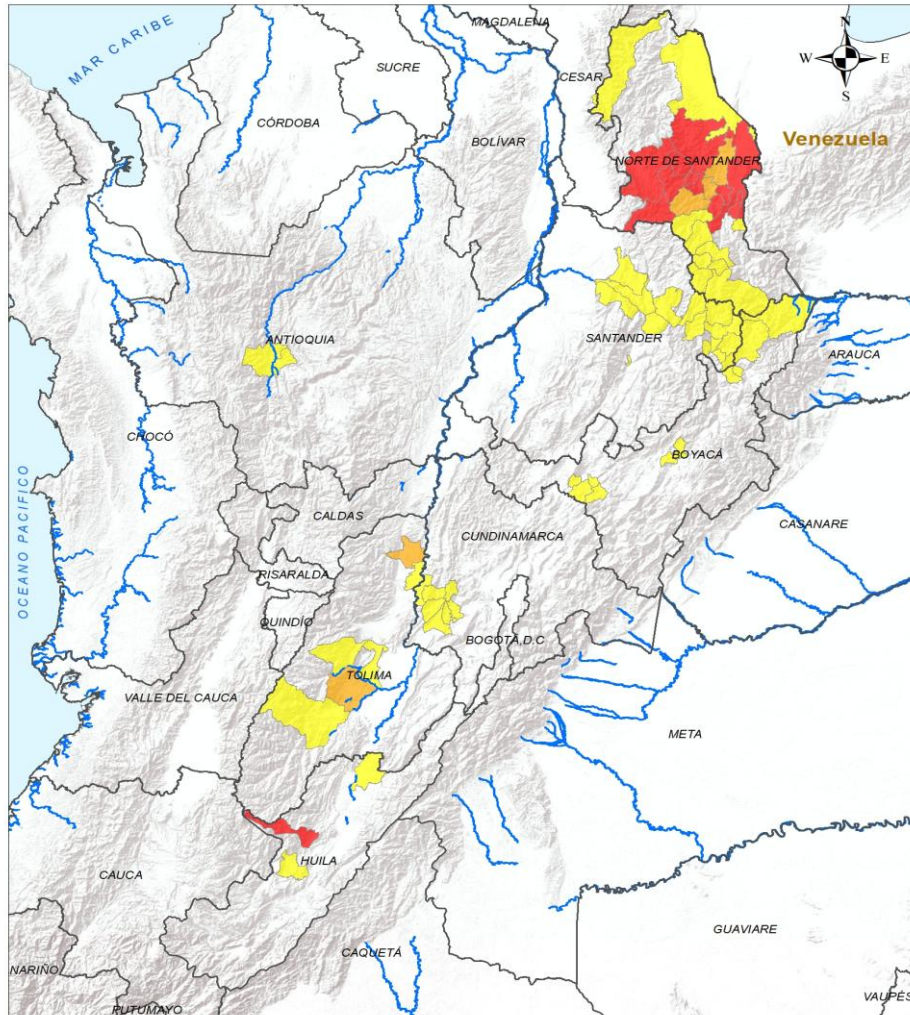 MAGDALENA
N
MAR CARIBE
W E
SUCRE
CESAR
S
CÓRDOBA
BOLÍVAR
Venezuela
NORTE DE SANTANDER
ANTIOQUIA
SANTANDER
ARAUCA
CHOCÓ
BOYACÁ
CALDAS
CASANARE
CUNDINAMARCA
OCEANO PACIFICO
RISARALDA
QUINDÍO
BOGOTÁ,D.C
TOLIMA
VALLE DEL CAUCA
META
HUILA
CAUCA
GUAVIARE
CAQUETÁ
NARIÑO
VAUPÉS
PUTUMAYO